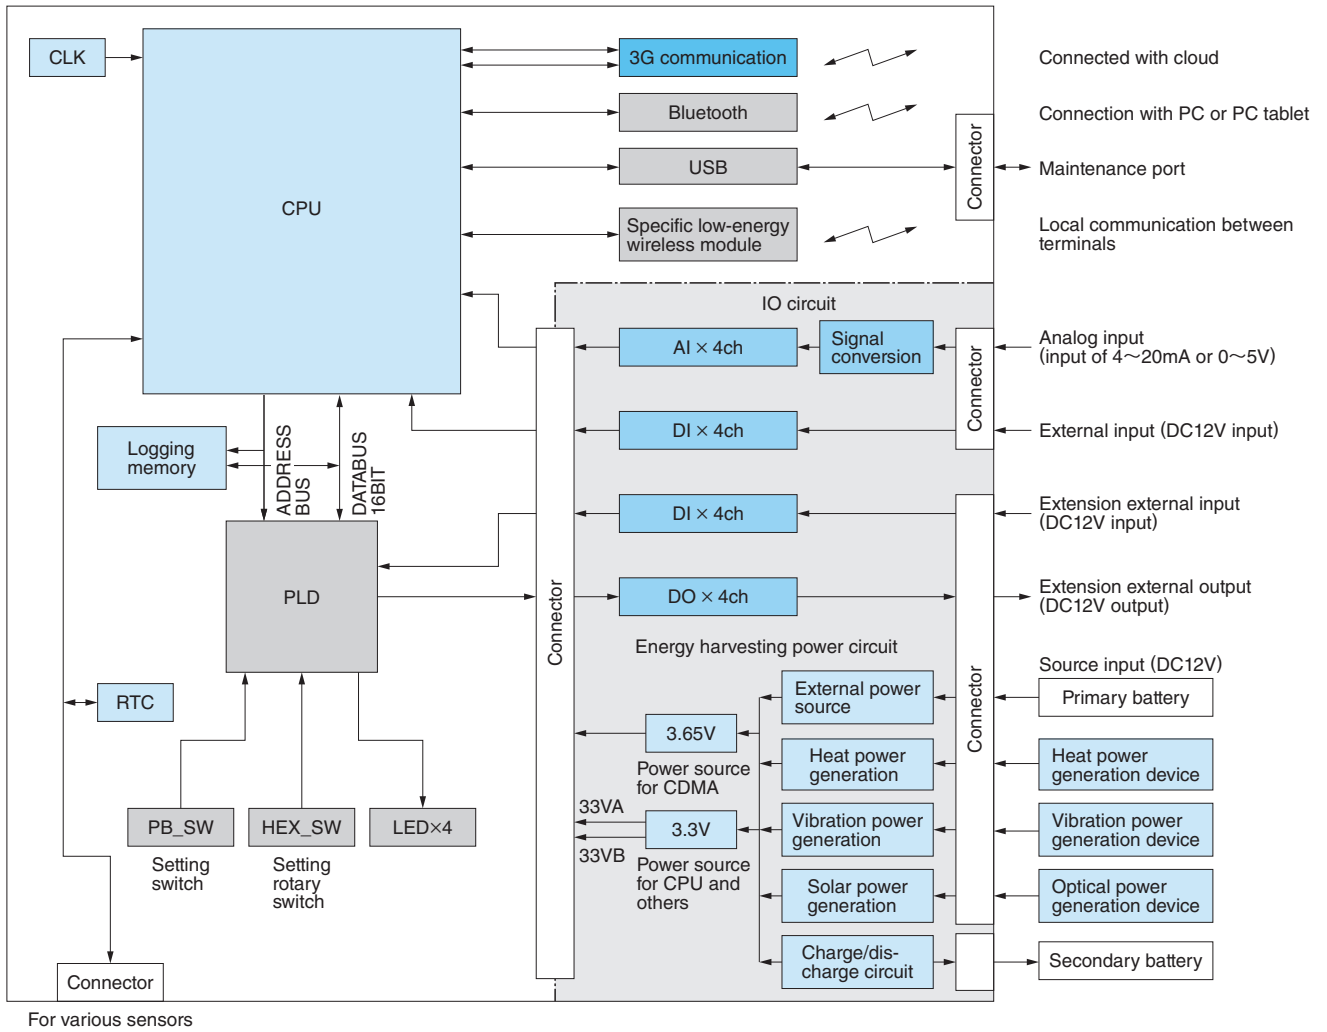 CLK
CPU
3G communication
Connected with cloud
Bluetooth
Connection with PC or PC tablet
USB
Connector
Maintenance port
Specific low-energy
wireless module
Local communication between
terminals
IO circuit
AI × 4ch
Signal
conversion
Connector
Analog input
(input of 4～20mA or 0～5V)
DI × 4ch
External input (DC12V input)
Logging
memory
ADDRESS
BUS
DATABUS
16BIT
DI × 4ch
Extension external input
(DC12V input)
PLD
Connector
DO × 4ch
Extension external output
(DC12V output)
Energy harvesting power circuit
Connector
Source input (DC12V)
External power
source
Primary battery
RTC
3.65V
Power source
for CDMA
Heat power
generation
Heat power
generation device
33VA
33VB
3.3V
Power source
for CPU and
others
Vibration power
generation
Vibration power
generation device
PB_SW
HEX_SW
LED×4
Setting
switch
Setting
rotary
switch
Solar power
generation
Optical power
generation device
Charge/dis-
charge circuit
Secondary battery
Connector
For various sensors